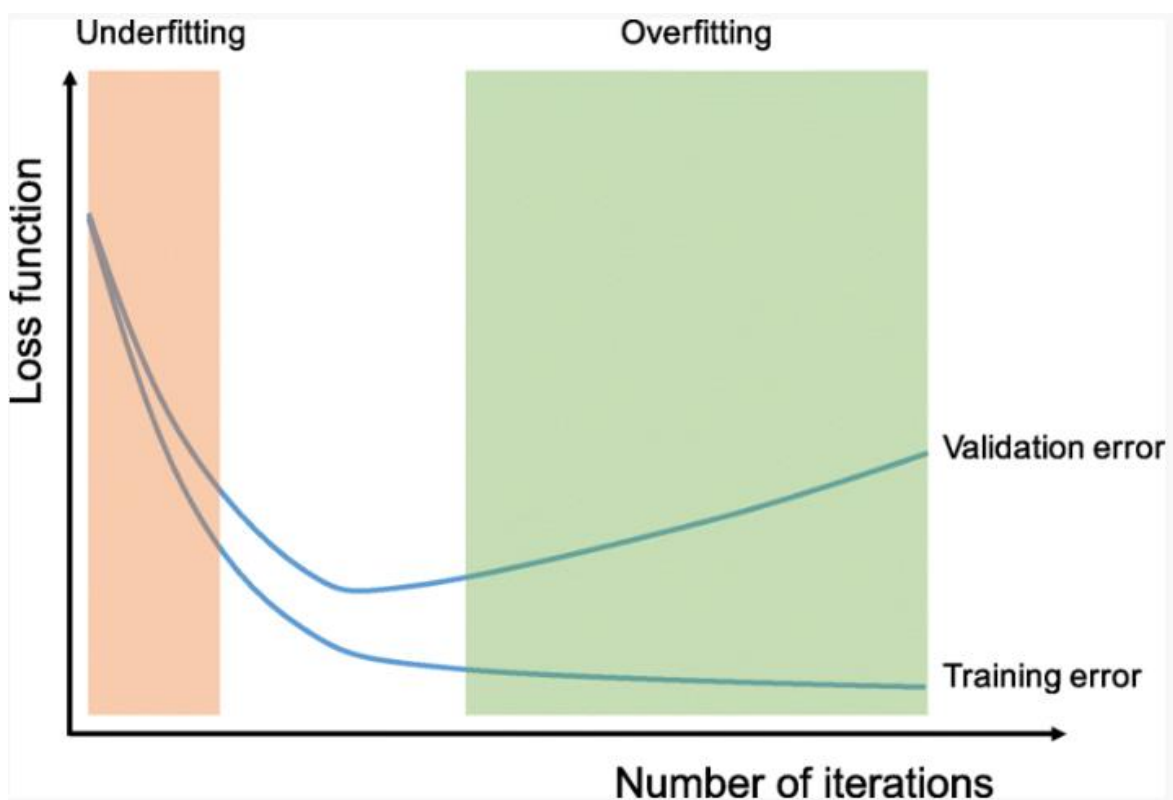 Underfitting
Overfitting
Loss function
Validation error
Training error
Number of iterations